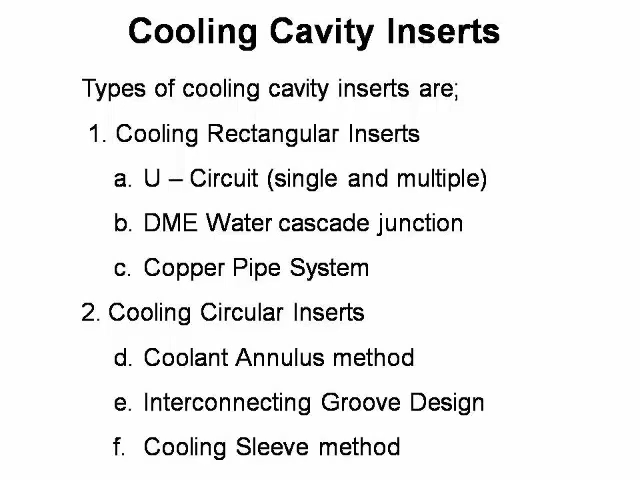 Cooling Cavity Inserts
Types of cooling cavity inserts are;
1. Cooling Rectangular Inserts
a. U – Circuit (single and multiple)
b. DME Water cascade junction
c. Copper Pipe System
2. Cooling Circular Inserts
d. Coolant Annulus method
e. Interconnecting Groove Design
f. Cooling Sleeve method